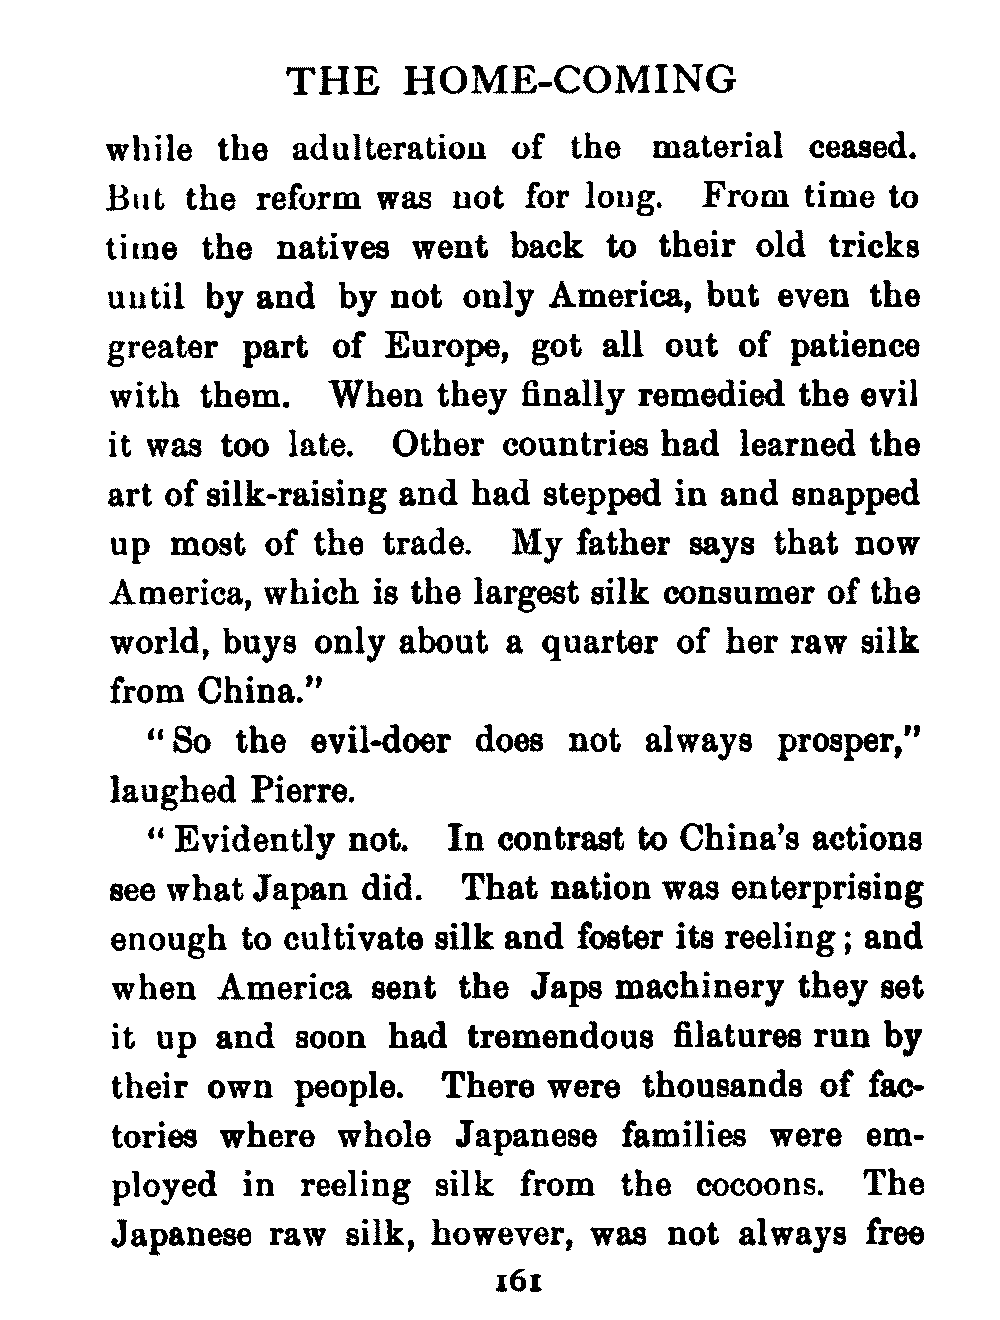 THE HOME-COMING
while the adulteration of the material ceased.
But the reform was not for long. From time to
time the natives went back to their old tricks
until by and by not only America, but even the
greater part of Europe, got all out of patience
with them. When they finally remedied the evil
it was too late. Other countries had learned the
art of silk-raising and had stepped in and snapped
up most of the trade. My father says that now
America, which is the largest silk consumer of the
world, buys only about a quarter of her raw silk
from China."
"So the evil-doer does not always prosper,"
laughed Pierre.
"Evidently not. In contrast to China's actions
see what Japan did. That nation was enterprising
enough to cultivate silk and foster its reeling; and
when America sent the Japs machinery they set
it up and soon had tremendous filatures run by
their own people. There were thousands of fac-
tories where whole Japanese families were em-
ployed in reeling silk from the cocoons. The
Japanese raw silk, however, was not always free
161